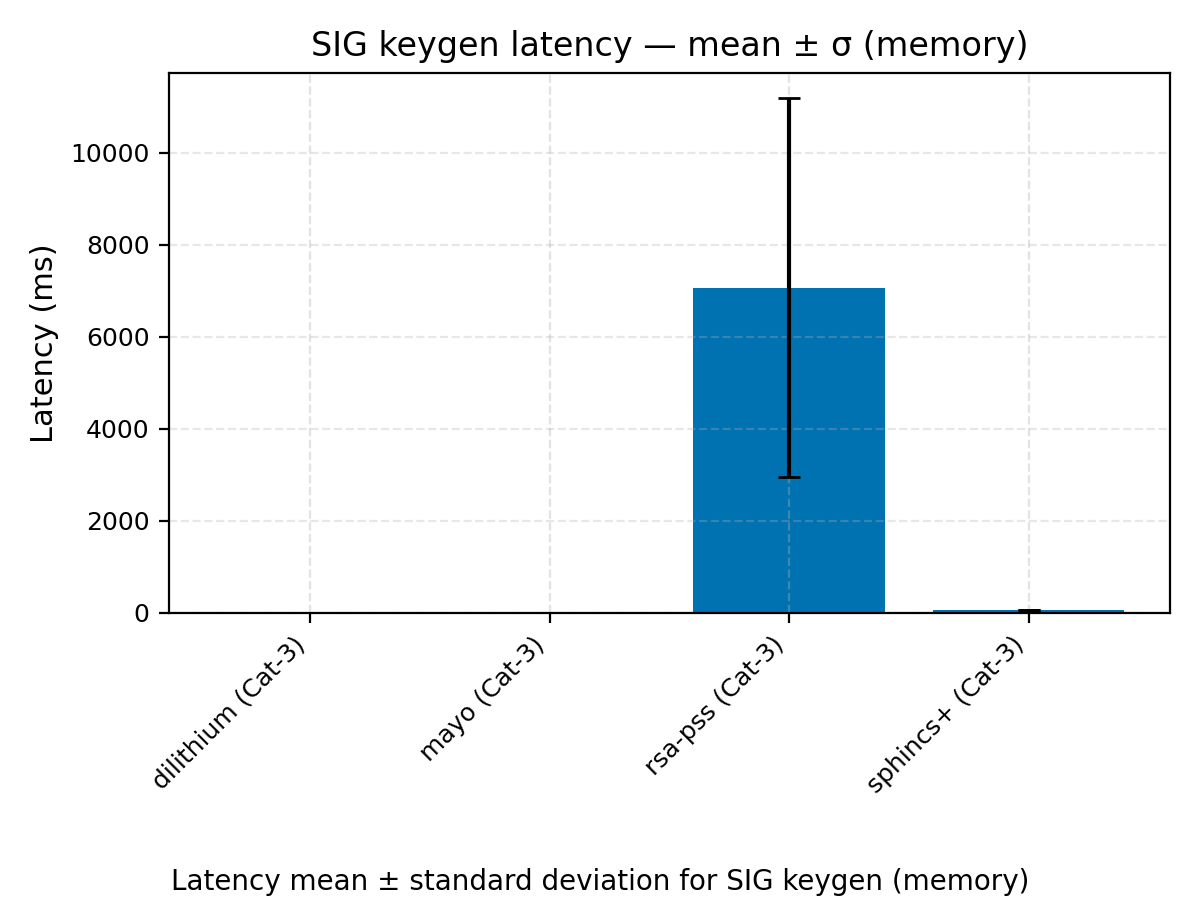 SIG keygen latency — mean ± σ (memory)
Latency (ms)
10000
8000
6000
4000
2000
0
dilithium (Cat-3)
mayo (Cat-3)
rsa-pss (Cat-3)
sphincs+ (Cat-3)
Latency mean ± standard deviation for SIG keygen (memory)